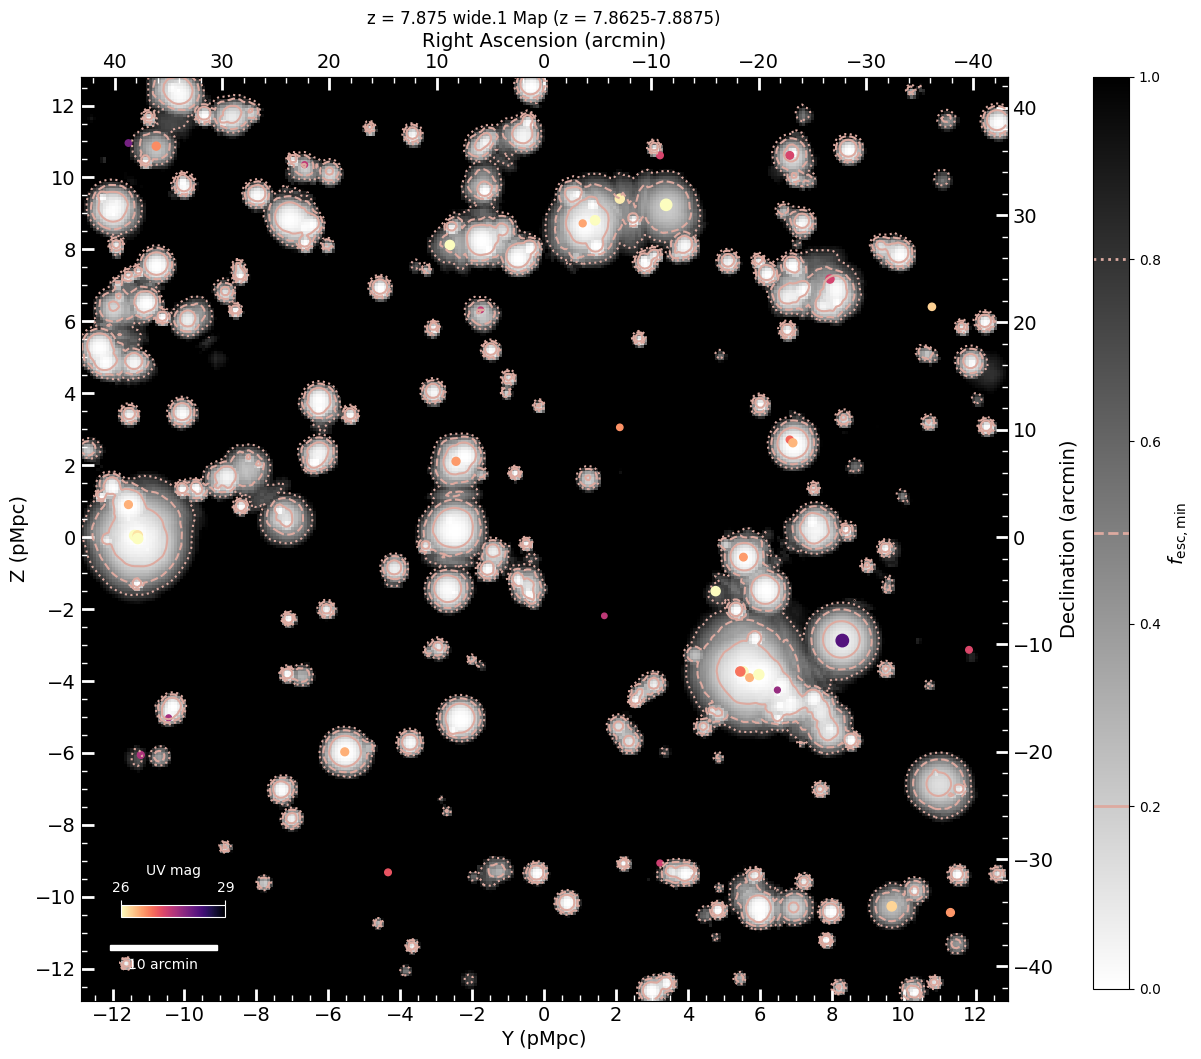 z = 7.875 wide.1 Map (z = 7.8625-7.8875)
Right Ascension (arcmin)
40 30 20 10 0 −10 −20 −30 −40
12
10
8
6
4
2
0
−2
−4
−6
−8
−10
−12
Z (pMpc)
−12 −10 −8 −6 −4 −2 0 2 4 6 8 10 12
Y (pMpc)
40
30
20
10
0
−10
−20
−30
−40
Declination (arcmin)
UV mag
26 29
10 arcmin
1.0
0.8
0.6
0.4
0.2
0.0
fesc,min